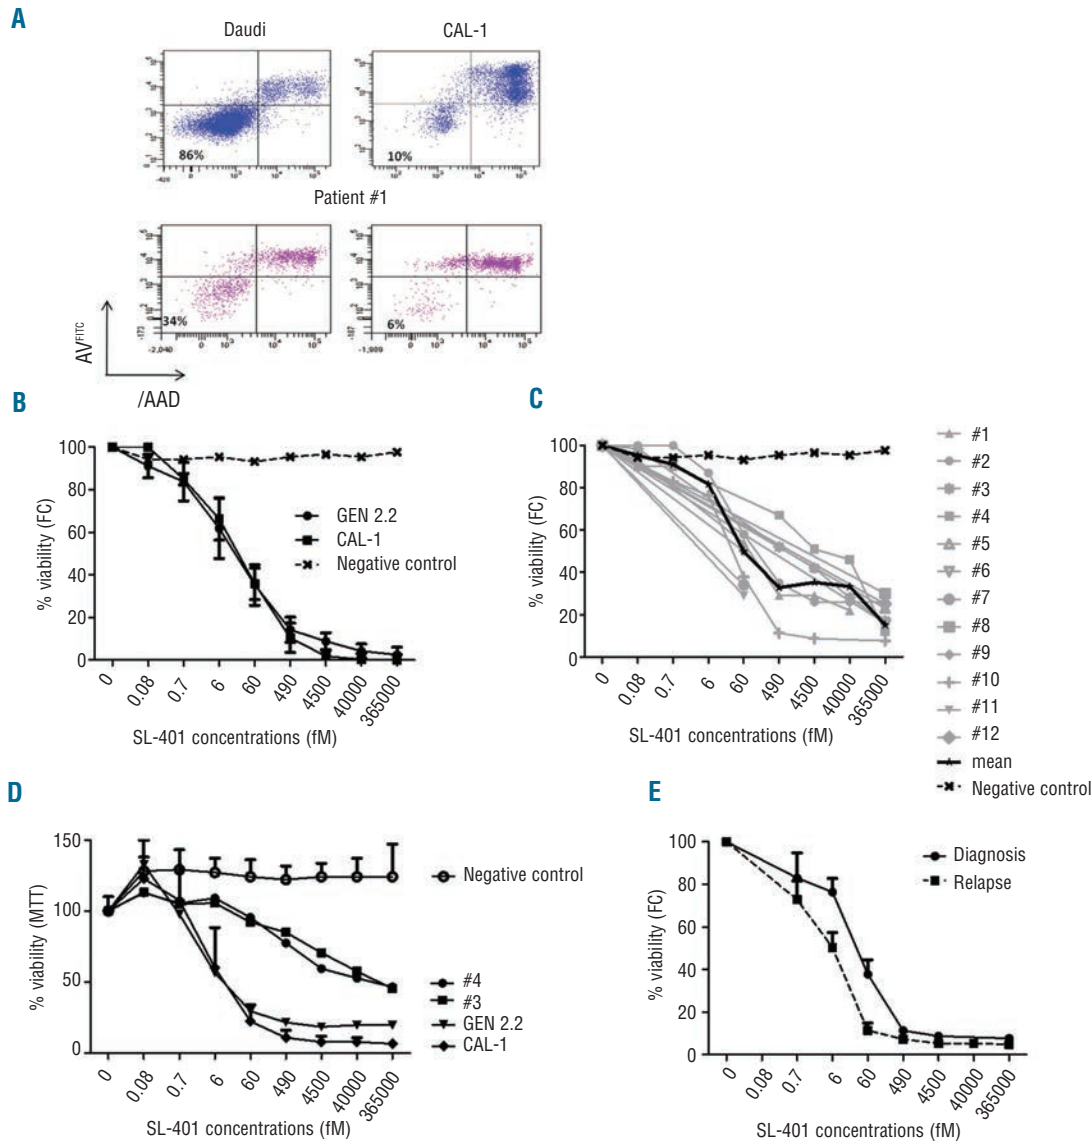 A
Daudi
CAL-1
86%
10%
Patient #1
34%
6%
-2,040
-1,989
AV FITC
/AAD
B
% viability (FC)
100
80
60
40
20
0
GEN 2.2
CAL-1
Negative control
0
0.08
0.7
6
60
490
4500
40000
365000
SL-401 concentrations (fM)
C
% viability (FC)
100
80
60
40
20
0
0
0.08
0.7
6
60
490
4500
40000
365000
SL-401 concentrations (fM)
#1
#2
#3
#4
#5
#6
#7
#8
#9
#10
#11
#12
mean
Negative control
D
% viability (MTT)
150
100
50
0
Negative control
#4
#3
GEN 2.2
CAL-1
0
0.08
0.7
6
60
490
4500
40000
365000
SL-401 concentrations (fM)
E
% viability (FC)
100
80
60
40
20
0
Diagnosis
Relapse
0
0.08
0.7
6
60
490
4500
40000
365000
SL-401 concentrations (fM)